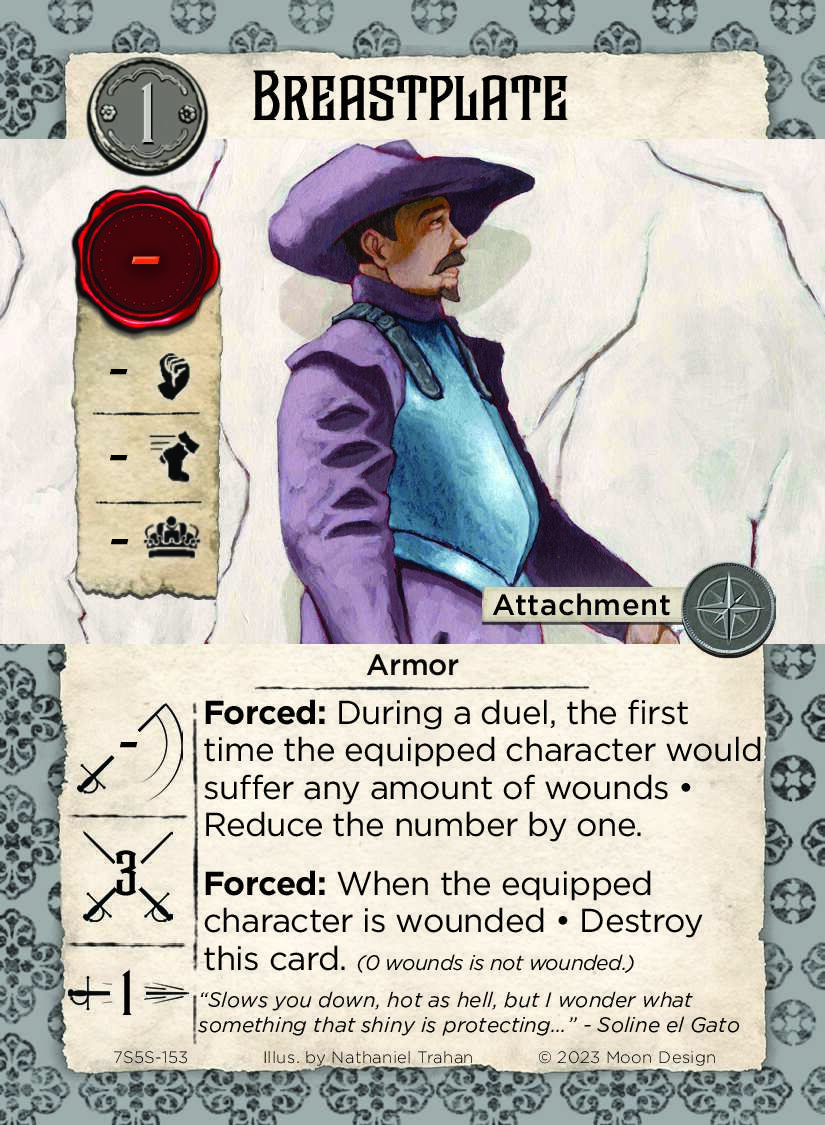 1
BREASTPLATE
-
-
-
-
Attachment
Armor
-
3
1
Forced: During a duel, the first
time the equipped character would
suffer any amount of wounds •
Reduce the number by one.
Forced: When the equipped
character is wounded • Destroy
this card. (0 wounds is not wounded.)
“Slows you down, hot as hell, but I wonder what
something that shiny is protecting...” - Soline el Gato
7S5S-153 Illus. by Nathaniel Trahan © 2023 Moon Design